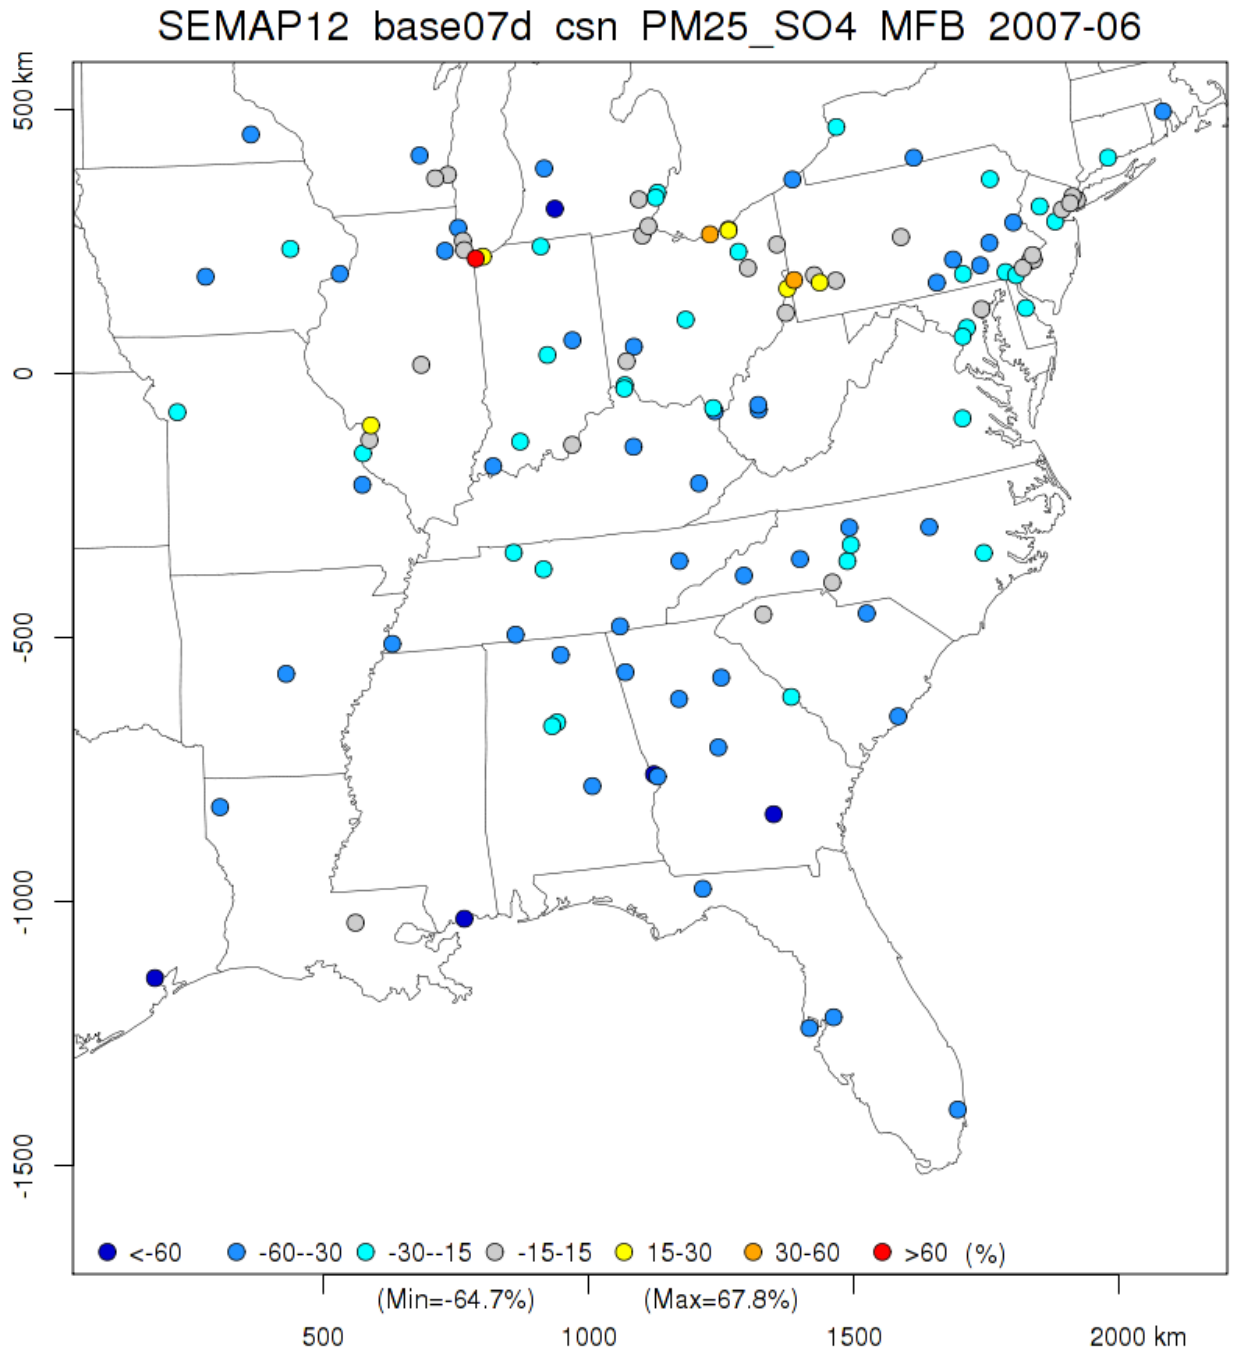 SEMAP12 base07d csn PM25_SO4 MFB 2007-06
500 km
0
-500
-1000
-1500
<-60 -60--30 -30--15 -15-15 15-30 30-60 >60 (%)
(Min=-64.7%) (Max=67.8%)
500 1000 1500 2000 km